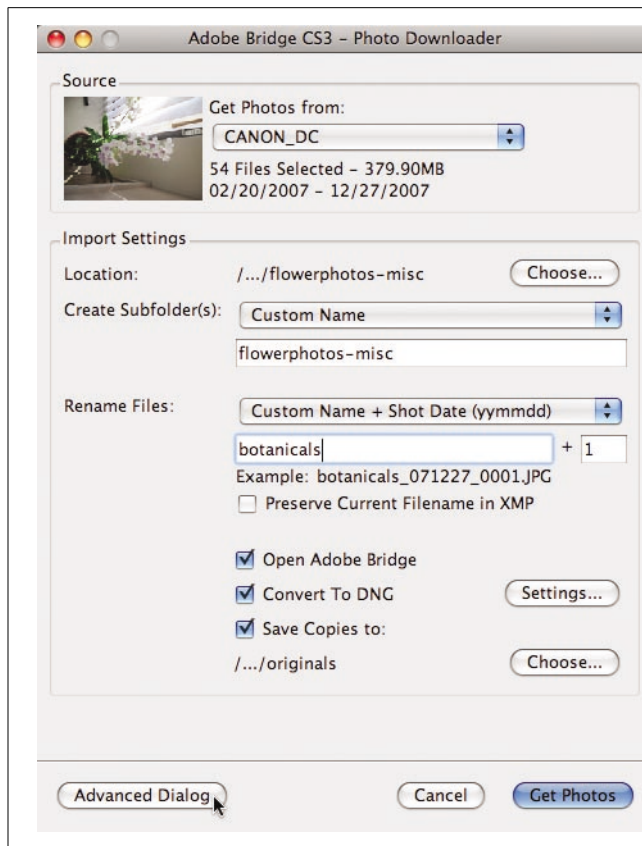 Adobe Bridge CS3 – Photo Downloader
Source
Get Photos from:
CANON_DC
54 Files Selected – 379.90MB
02/20/2007 – 12/27/2007
Import Settings
Location: /.../flowerphotos-misc Choose...
Create Subfolder(s): Custom Name
flowerphotos-misc
Rename Files: Custom Name + Shot Date (yymmdd)
botanicals + 1
Example: botanicals_071227_0001.JPG
Preserve Current Filename in XMP
Open Adobe Bridge
Convert To DNG Settings...
Save Copies to:
/.../originals Choose...
Advanced Dialog Cancel Get Photos